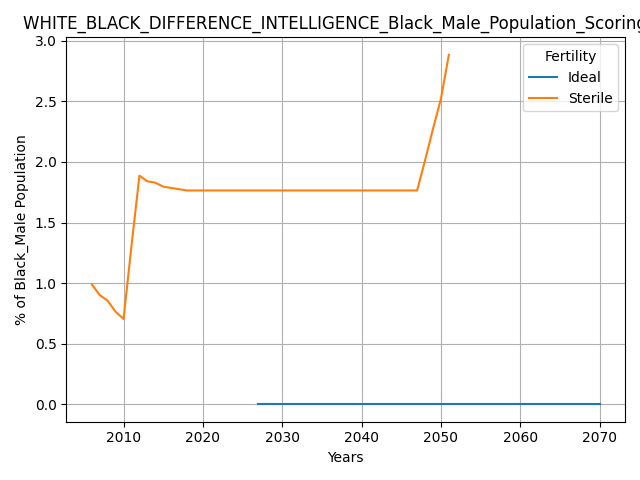 WHITE_BLACK_DIFFERENCE_INTELLIGENCE_Black_Male_Population_Scoring
3.0
2.5
2.0
1.5
1.0
0.5
0.0
% of Black_Male Population
Fertility
Ideal
Sterile
2010 2020 2030 2040 2050 2060 2070
Years